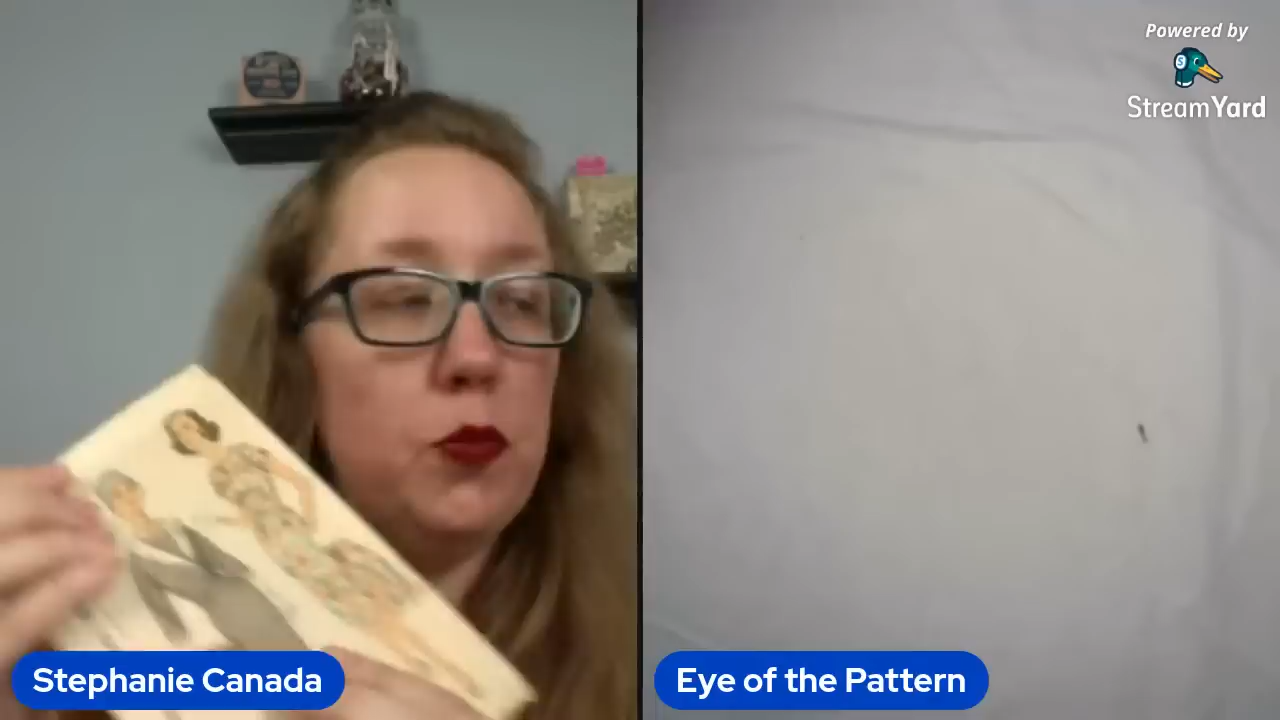 Powered by
StreamYard
Stephanie Canada
Eye of the Pattern